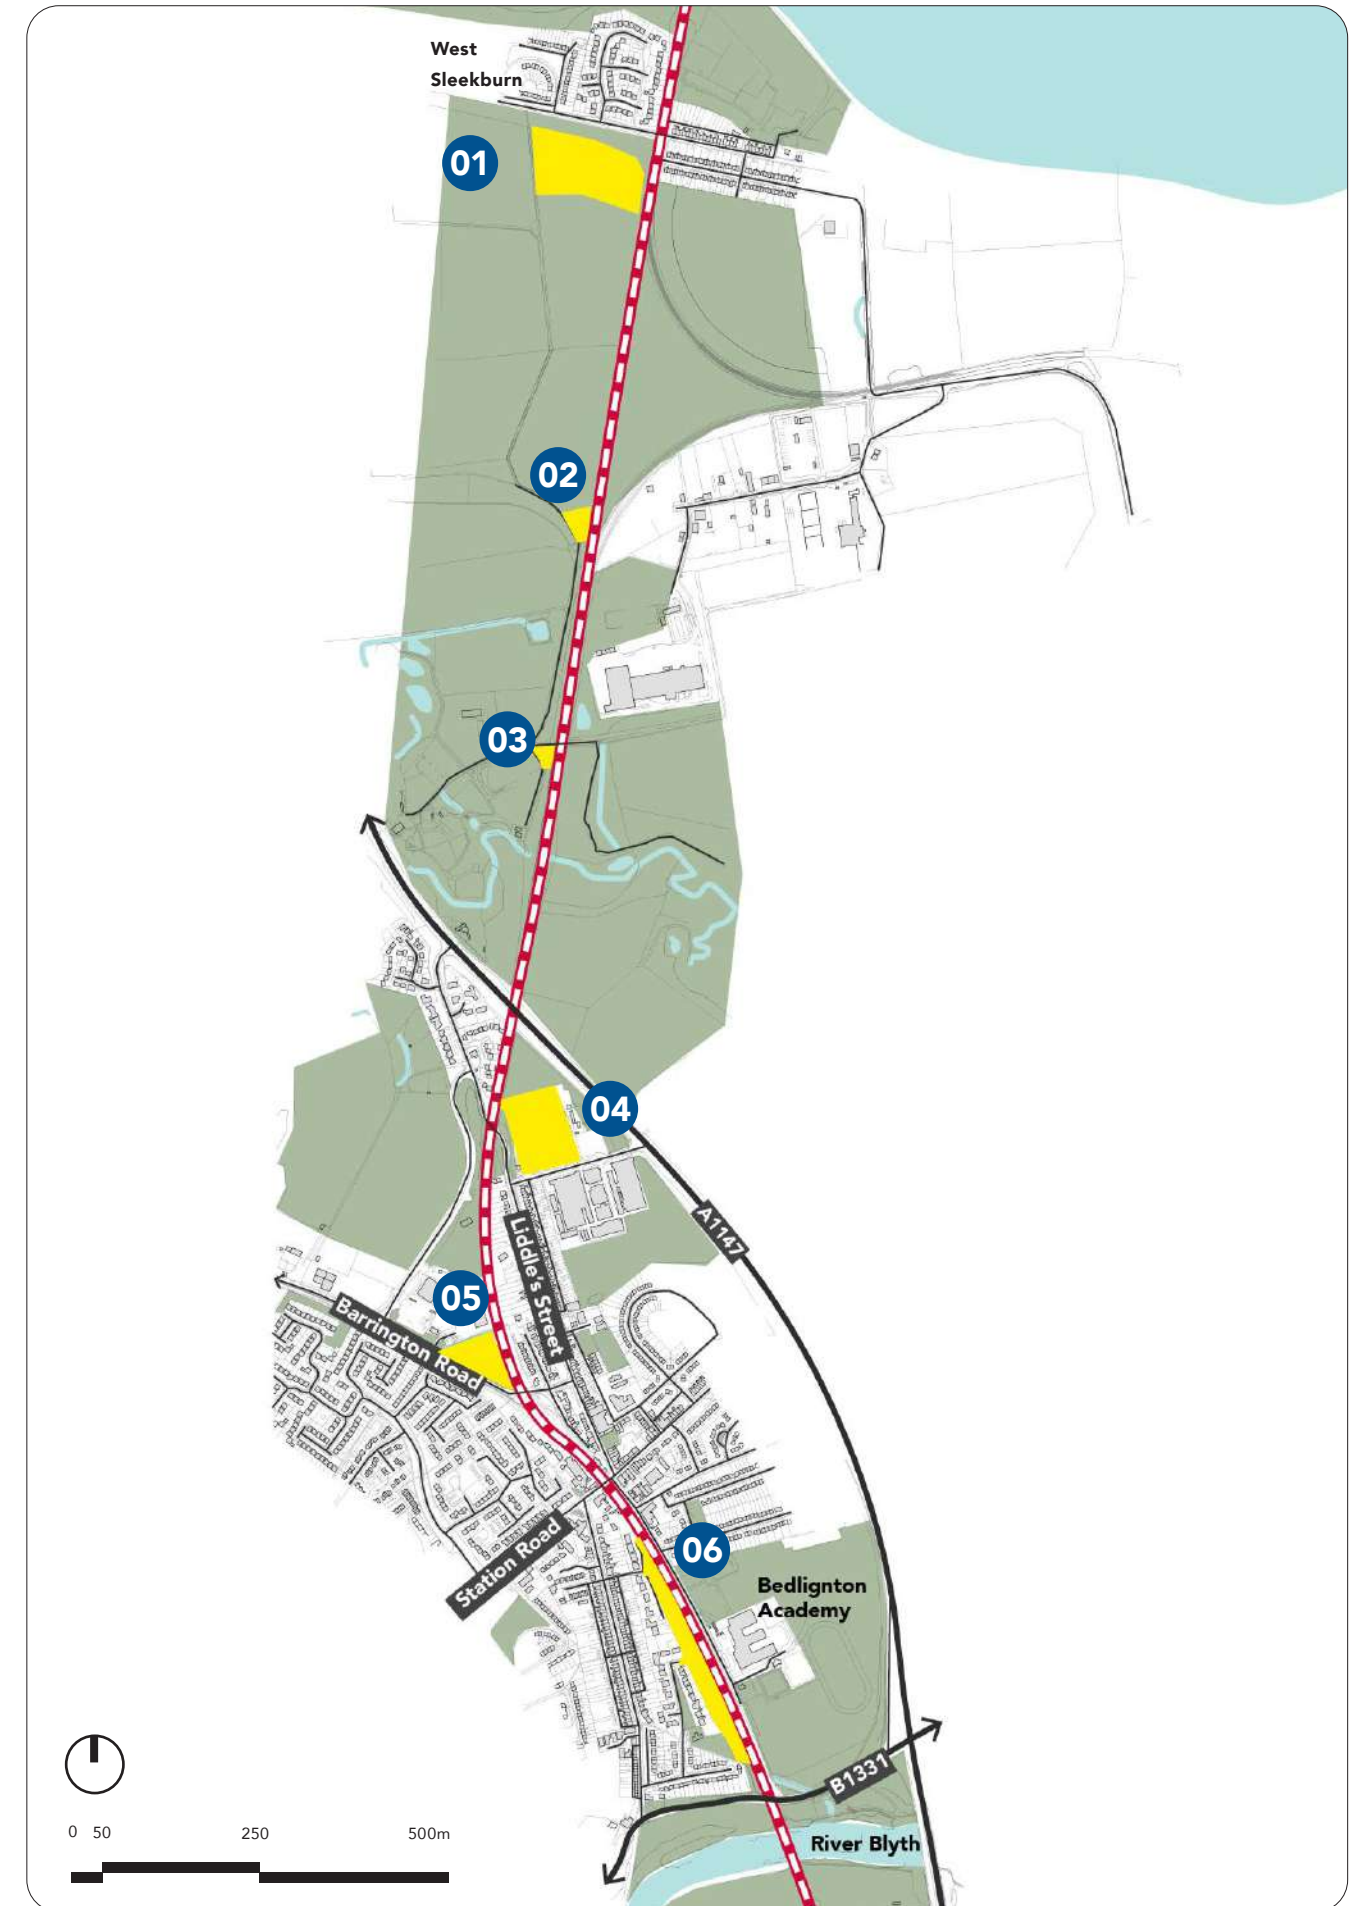 West
Sleekburn
01
02
03
04
A1147
Liddle's Street
05
Barrington Road
Station Road
06
Bedlignton
Academy
B1331
River Blyth
0 50 250 500m